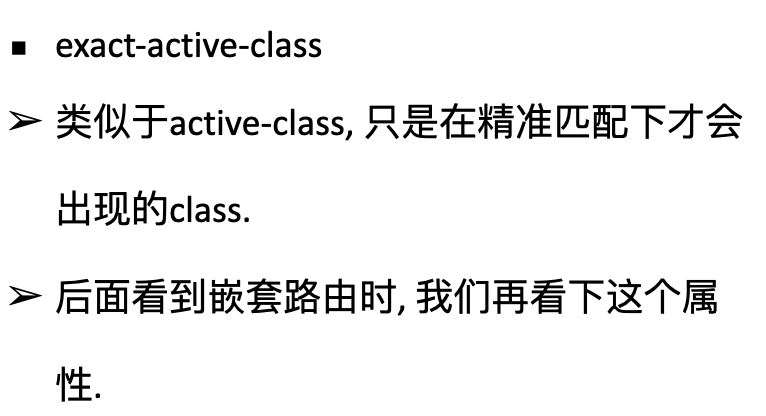 ▪ exact-active-class
➢ 类似于active-class, 只是在精准匹配下才会
出现的class.
➢ 后面看到嵌套路由时, 我们再看下这个属
性.